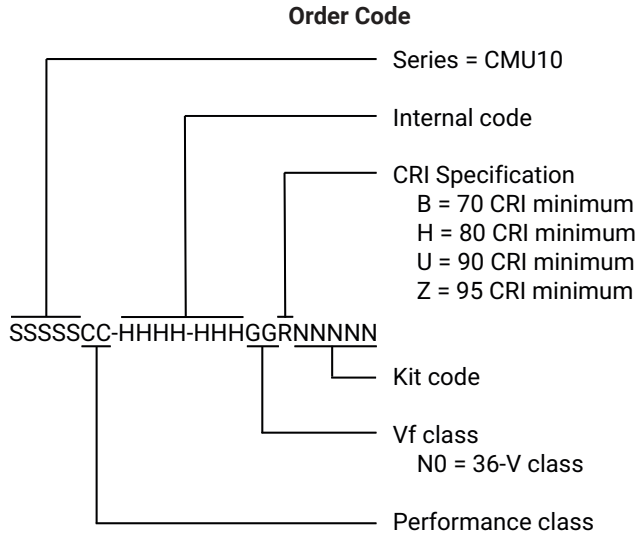 Order Code
Series = CMU10
Internal code
CRI Specification
B = 70 CRI minimum
H = 80 CRI minimum
U = 90 CRI minimum
Z = 95 CRI minimum
SSSSSCC-HHHH-HHHGGRNNNNN
Kit code
Vf class
N0 = 36-V class
Performance class